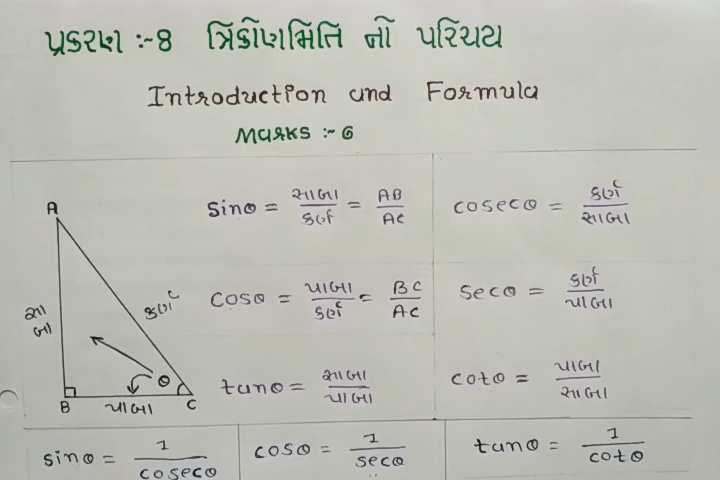 પ્રકરણ :- 8 ત્રિકોણમિતિ નો પરિચય
Introduction and Formula
Marks :- 6
A
સા બા
કર્ણ
θ
B પાબા C
sinθ = સાબા/કર્ણ = AB/AC
cosecθ = કર્ણ/સાબા
cosθ = પાબા/કર્ણ = BC/AC
secθ = કર્ણ/પાબા
tanθ = સાબા/પાબા
cotθ = પાબા/સાબા
sinθ = 1/cosecθ
cosθ = 1/secθ
tanθ = 1/cotθ